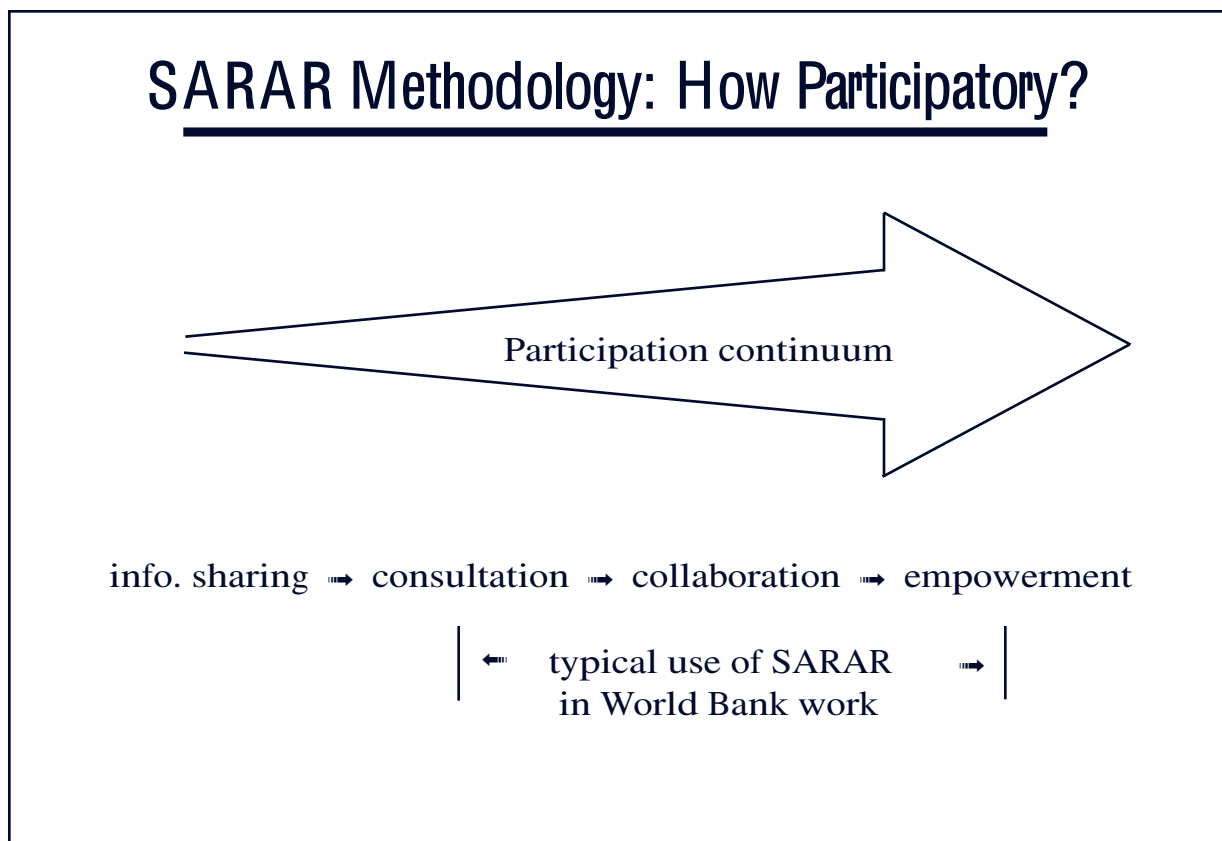 SARAR Methodology: How Participatory?
Participation continuum
info. sharing ➟ consultation ➟ collaboration ➟ empowerment
typical use of SARAR
in World Bank work